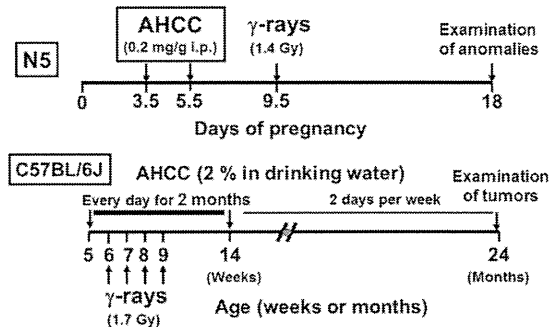 AHCC
(0.2 mg/g i.p.)
γ-rays
(1.4 Gy)
Examination
of anomalies
N5
0 3.5 5.5 9.5 18
Days of pregnancy
C57BL/6J
AHCC (2 % in drinking water)
Examination
of tumors
Every day for 2 months
2 days per week
5 6 7 8 9 14 24
(Weeks) (Months)
γ-rays
(1.7 Gy)
Age (weeks or months)